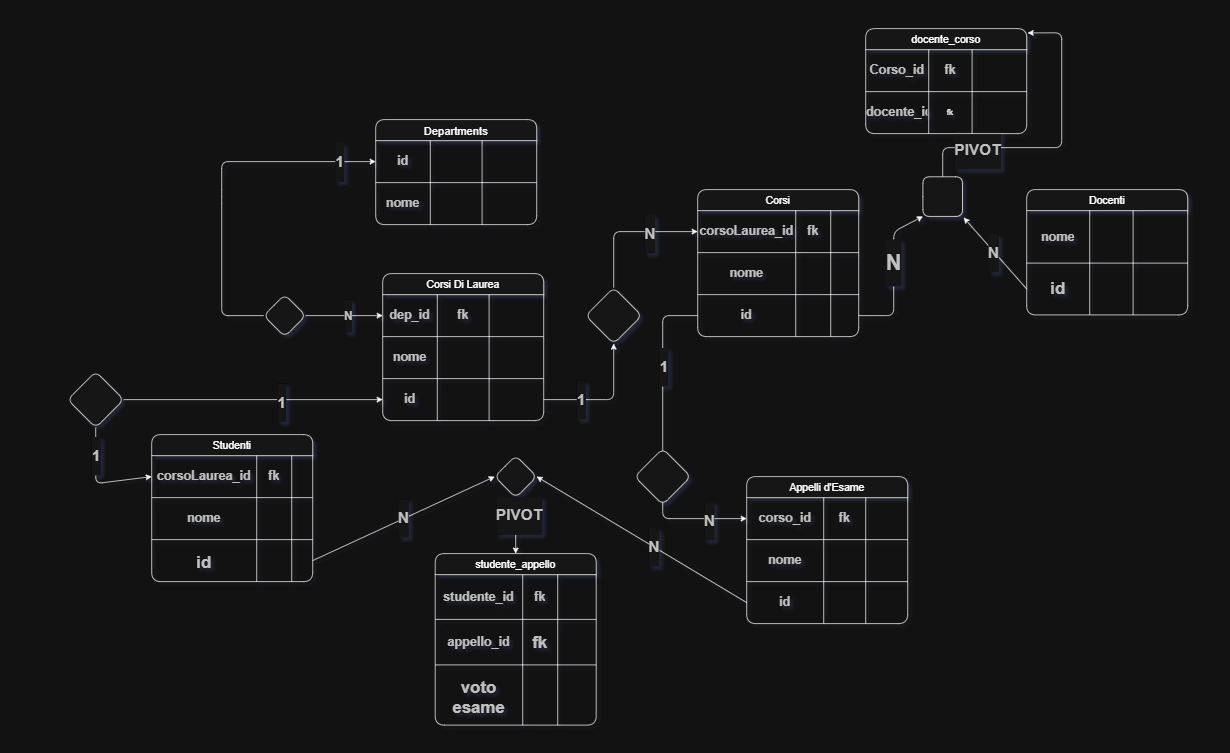 docente_corso
Corso_id fk
docente_id fk
PIVOT
Departments
1
id
nome
Corsi
N
corsoLaurea_id fk
nome
id
N
Docenti
nome
N
id
Corsi Di Laurea
N
dep_id fk
nome
id
1
1
1
1
Studenti
corsoLaurea_id fk
nome
id
N
PIVOT
Appelli d'Esame
N
corso_id fk
nome
id
N
studente_appello
studente_id fk
appello_id fk
voto
esame